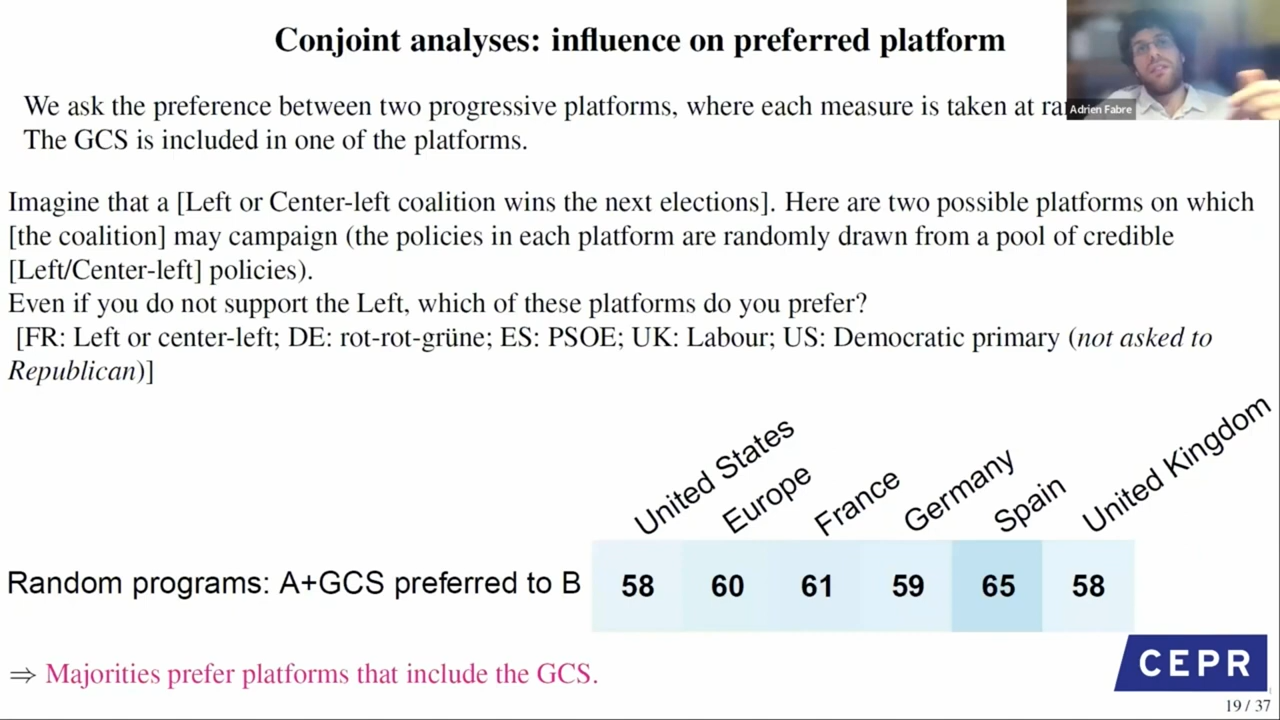 Conjoint analyses: influence on preferred platform
We ask the preference between two progressive platforms, where each measure is taken at
The GCS is included in one of the platforms.
Adrien Fabre
Imagine that a [Left or Center-left coalition wins the next elections]. Here are two possible platforms on which
[the coalition] may campaign (the policies in each platform are randomly drawn from a pool of credible
[Left/Center-left] policies).
Even if you do not support the Left, which of these platforms do you prefer?
[FR: Left or center-left; DE: rot-rot-grüne; ES: PSOE; UK: Labour; US: Democratic primary (not asked to
Republican)]
United States
Europe
France
Germany
Spain
United Kingdom
Random programs: A+GCS preferred to B 58 60 61 59 65 58
⇒ Majorities prefer platforms that include the GCS.
CEPR
19 / 37